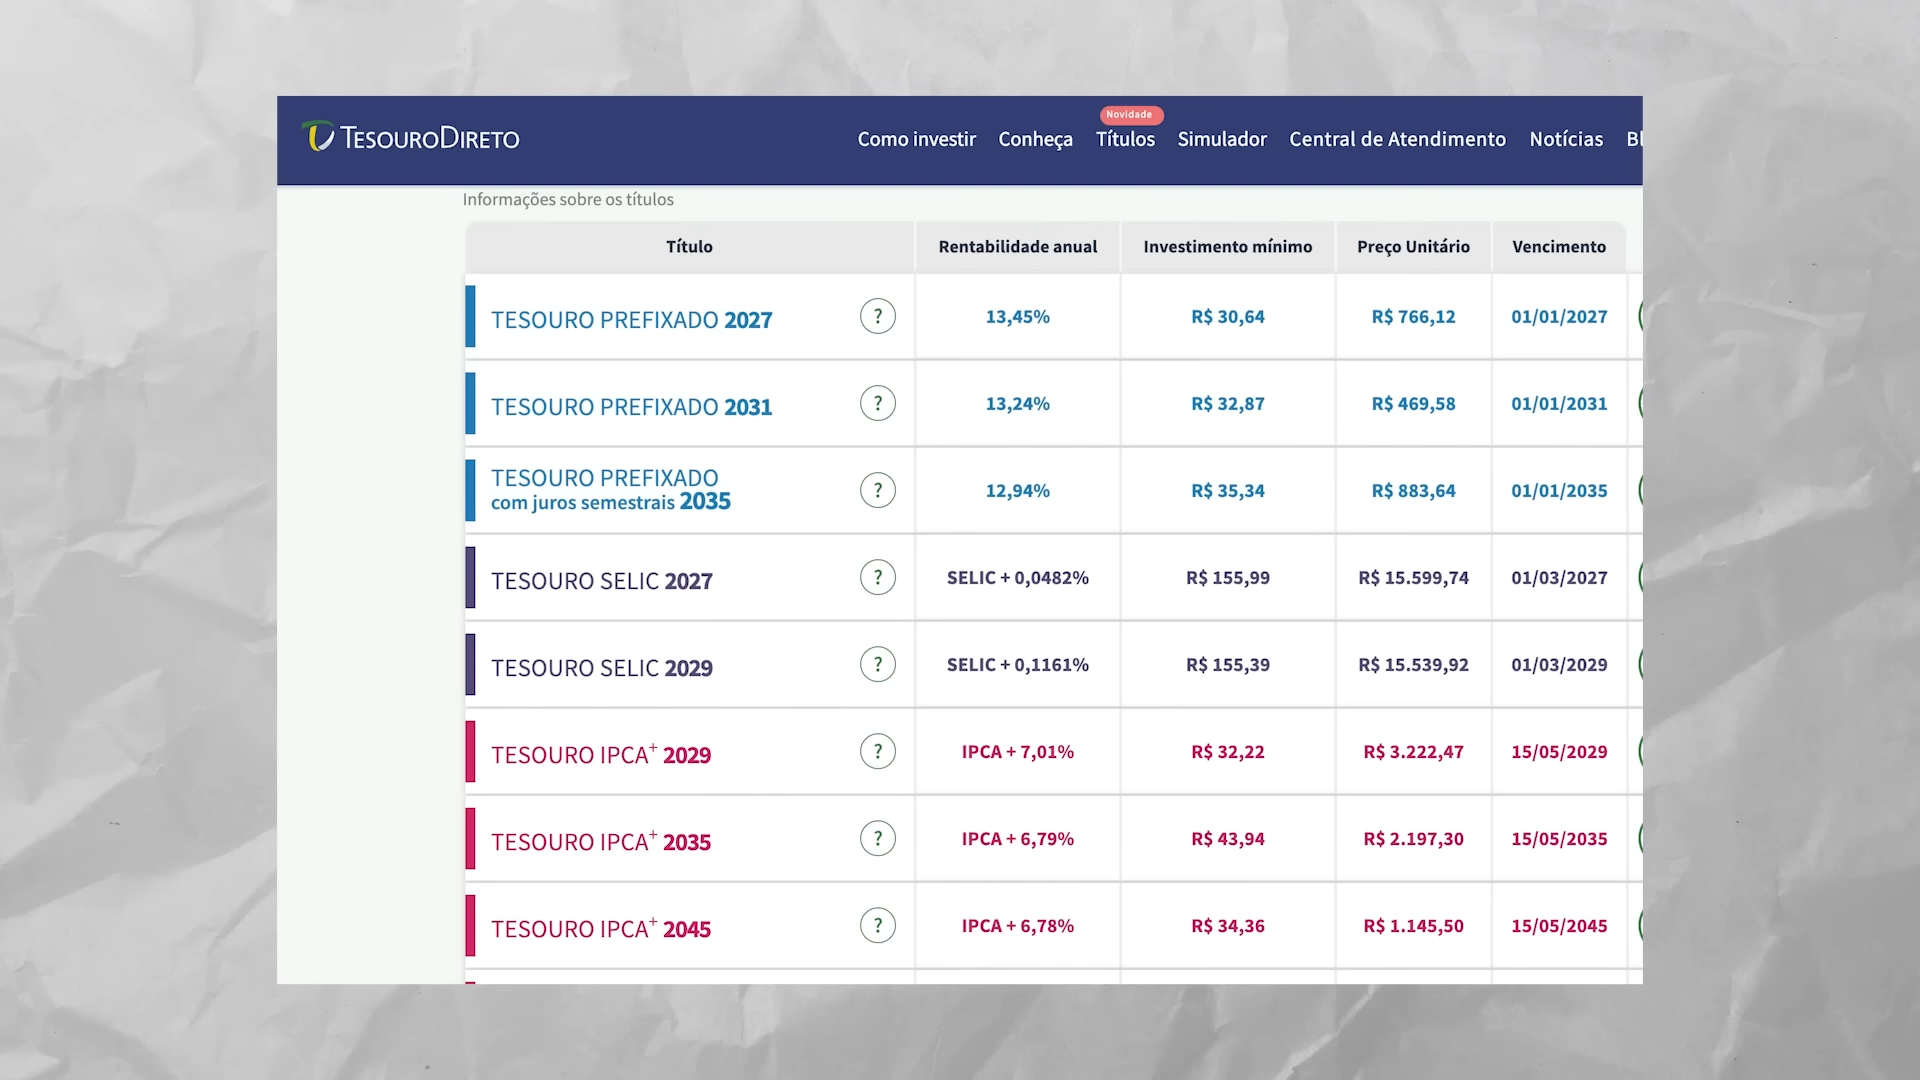 TESOURODIRETO
Novidade
Como investir Conheça Títulos Simulador Central de Atendimento Notícias
Informações sobre os títulos
Título Rentabilidade anual Investimento mínimo Preço Unitário Vencimento
TESOURO PREFIXADO 2027 ? 13,45% R$ 30,64 R$ 766,12 01/01/2027
TESOURO PREFIXADO 2031 ? 13,24% R$ 32,87 R$ 469,58 01/01/2031
TESOURO PREFIXADO
com juros semestrais 2035 ? 12,94% R$ 35,34 R$ 883,64 01/01/2035
TESOURO SELIC 2027 ? SELIC + 0,0482% R$ 155,99 R$ 15.599,74 01/03/2027
TESOURO SELIC 2029 ? SELIC + 0,1161% R$ 155,39 R$ 15.539,92 01/03/2029
TESOURO IPCA+ 2029 ? IPCA + 7,01% R$ 32,22 R$ 3.222,47 15/05/2029
TESOURO IPCA+ 2035 ? IPCA + 6,79% R$ 43,94 R$ 2.197,30 15/05/2035
TESOURO IPCA+ 2045 ? IPCA + 6,78% R$ 34,36 R$ 1.145,50 15/05/2045